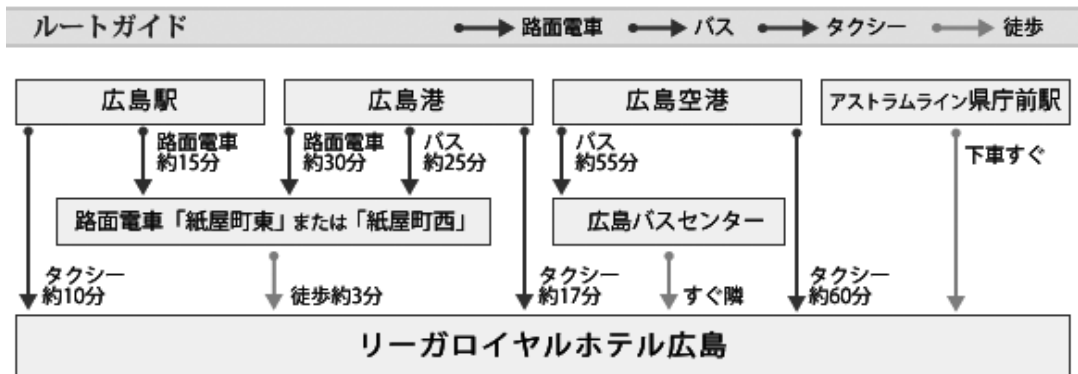 ルートガイド
路面電車 バス タクシー 徒歩
広島駅 広島港 広島空港 アストラムライン県庁前駅
路面電車
約15分
路面電車
約30分
バス
約25分
バス
約55分
下車すぐ
路面電車「紙屋町東」または「紙屋町西」
広島バスセンター
タクシー
約10分
徒歩約3分
タクシー
約17分
すぐ隣
タクシー
約60分
リーガロイヤルホテル広島